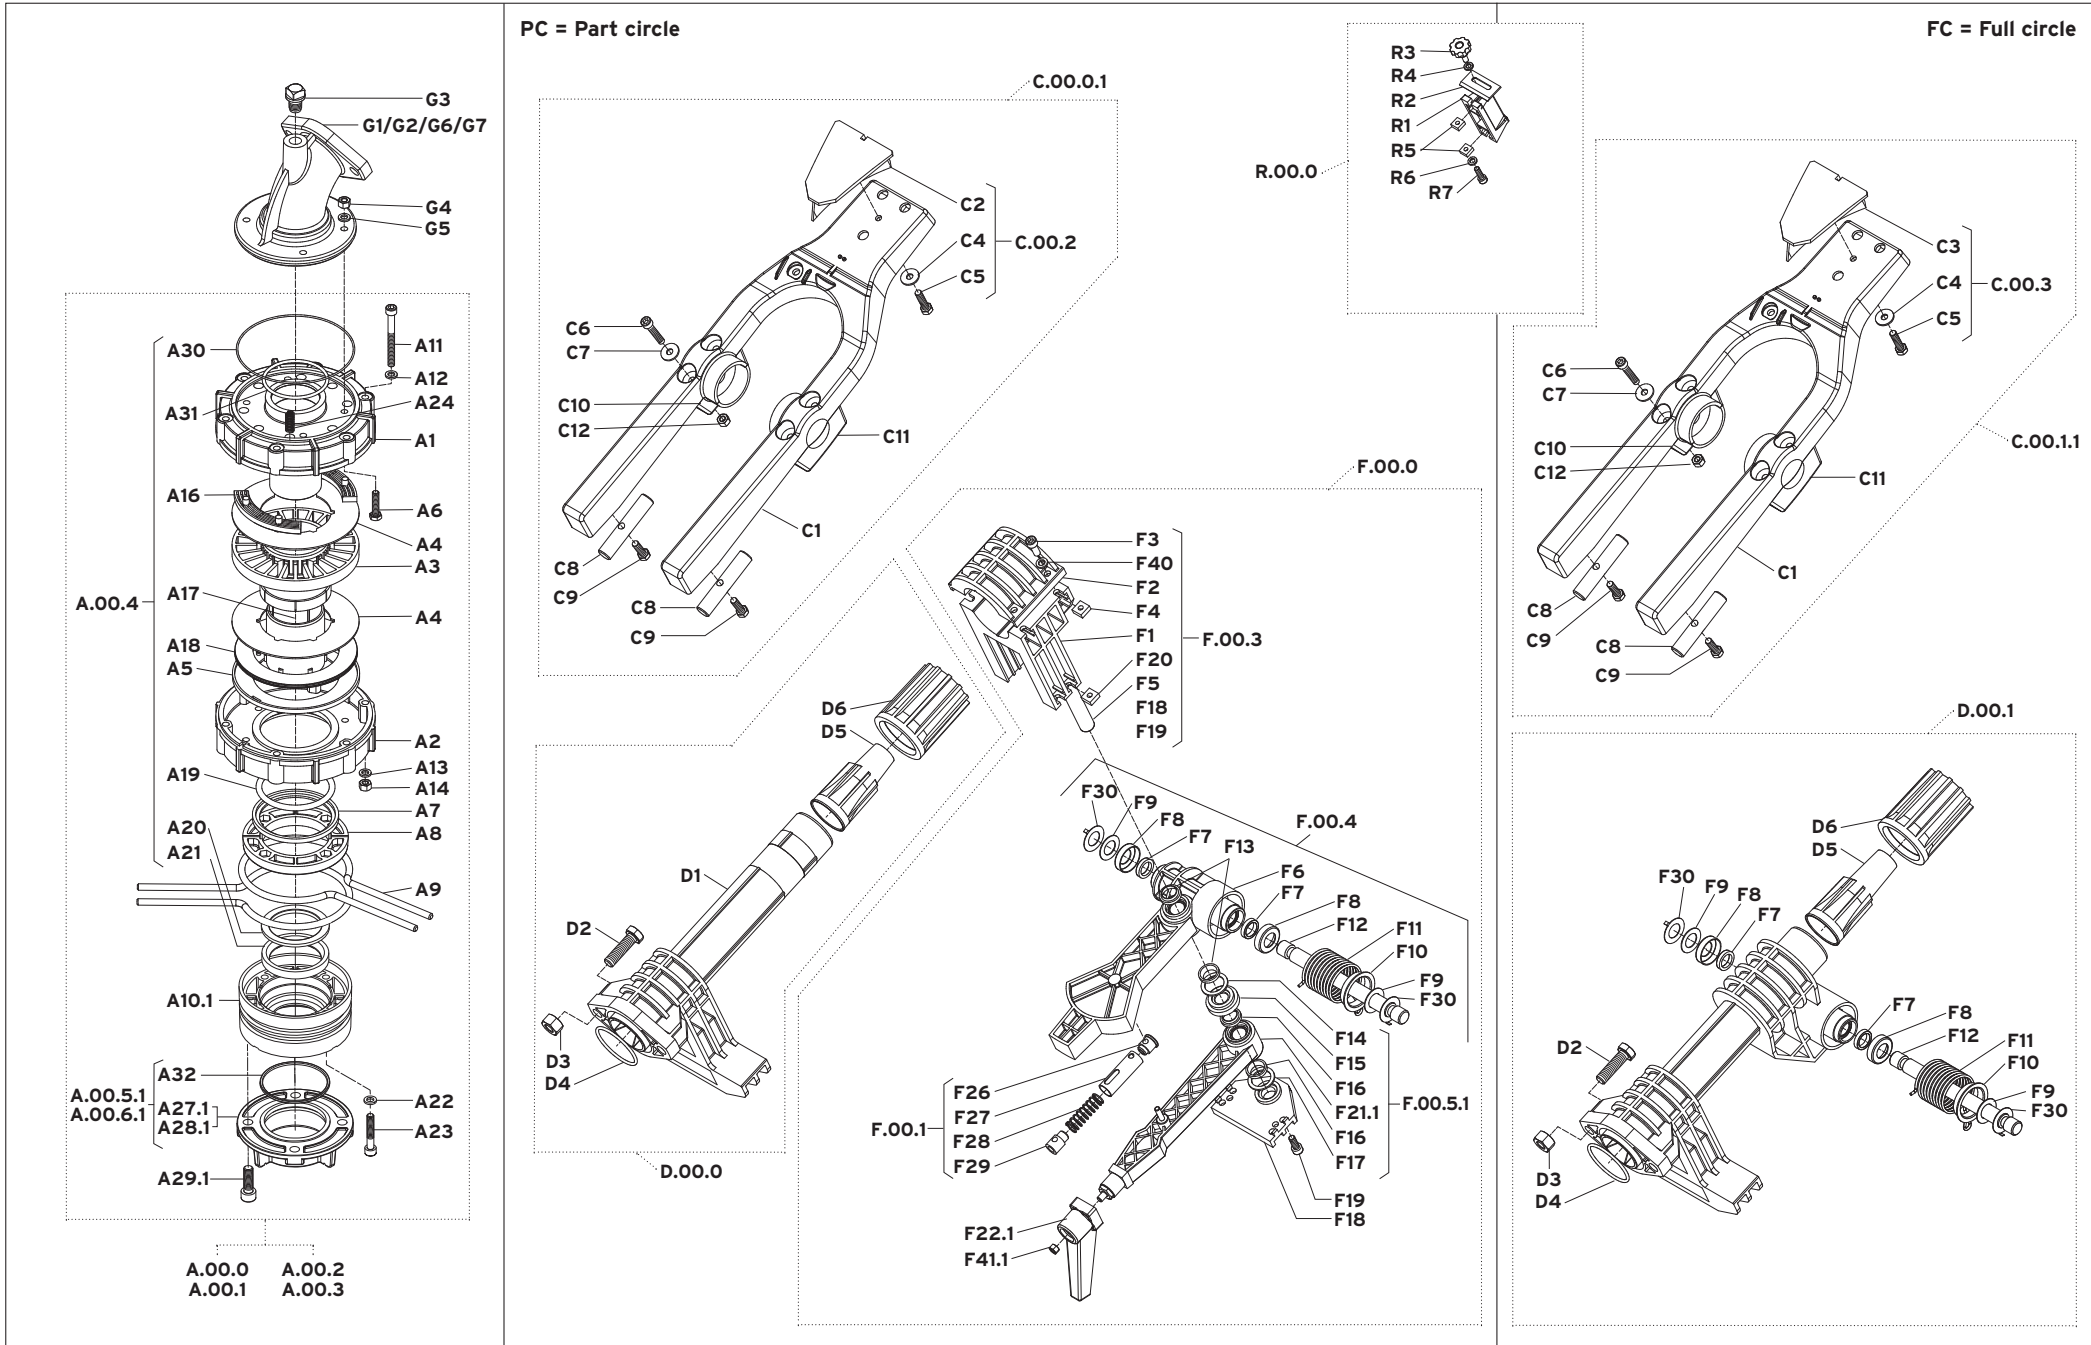 PC = Part circle
FC = Full circle
G3
G1/G2/G6/G7
G4
G5
A30
A11
A12
A31
A24
A1
A16
A6
A4
A3
A.00.4
A17
A4
A18
A5
A2
A13
A19
A14
A7
A20
A8
A21
A9
A10.1
A32
A.00.5.1
A.00.6.1
A27.1
A28.1
A22
A23
A29.1
A.00.0
A.00.2
A.00.1
A.00.3
C.00.0.1
C2
C4
C.00.2
C5
C6
C7
C10
C12
C11
C1
C8
C9
C8
C9
R3
R4
R2
R1
R5
R6
R7
R.00.0
F.00.0
F3
F40
F2
F4
F1
F.00.3
F20
F5
F18
F19
D6
D5
D1
D2
D3
D4
D.00.0
F30
F9
F8
F7
F13
F.00.4
F6
F7
F8
F12
F11
F10
F9
F30
F14
F15
F16
F21.1
F.00.5.1
F16
F17
F26
F27
F.00.1
F28
F29
F19
F18
F22.1
F41.1
C3
C4
C.00.3
C5
C6
C7
C10
C12
C.00.1.1
C11
C1
C8
C9
C8
C9
D.00.1
D6
D5
F30
F9
F8
F7
F7
F8
F12
F11
F10
F9
F30
D2
D3
D4